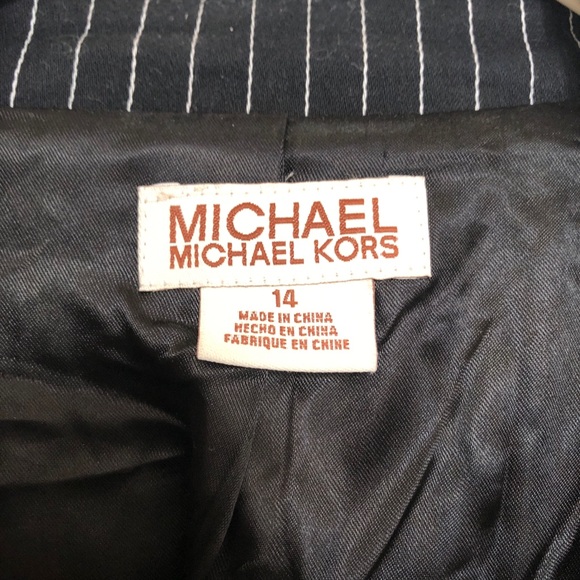 MICHAEL
MICHAEL KORS
14
MADE IN CHINA
HECHO EN CHINA
FABRIQUE EN CHINE